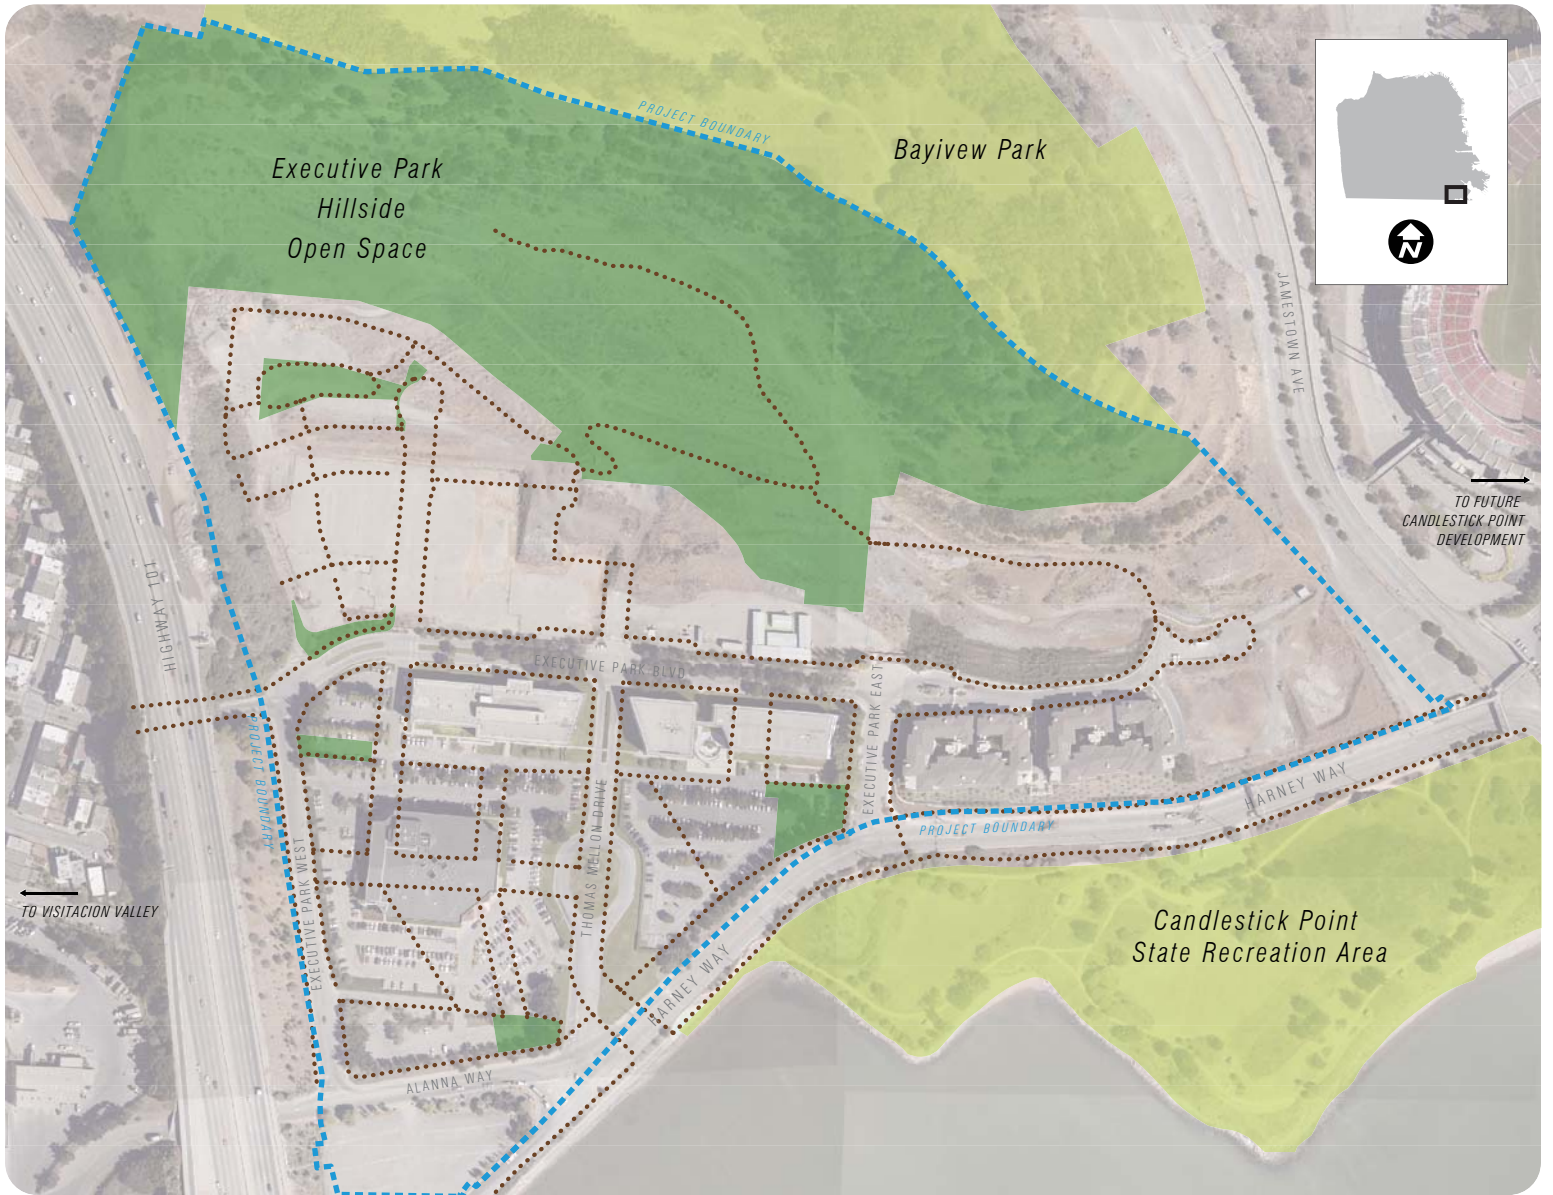 PROJECT BOUNDARY
Bayivew Park
Executive Park
Hillside
Open Space
N
JAMESTOWN AVE
TO FUTURE
CANDLESTICK POINT
DEVELOPMENT
HIGHWAY 101
EXECUTIVE PARK BLVD
EXECUTIVE PARK EAST
PROJECT BOUNDARY
THOMAS MELLON DRIVE
HARNEY WAY
PROJECT BOUNDARY
EXECUTIVE PARK WEST
TO VISITACION VALLEY
Candlestick Point
State Recreation Area
HARNEY WAY
ALANNA WAY